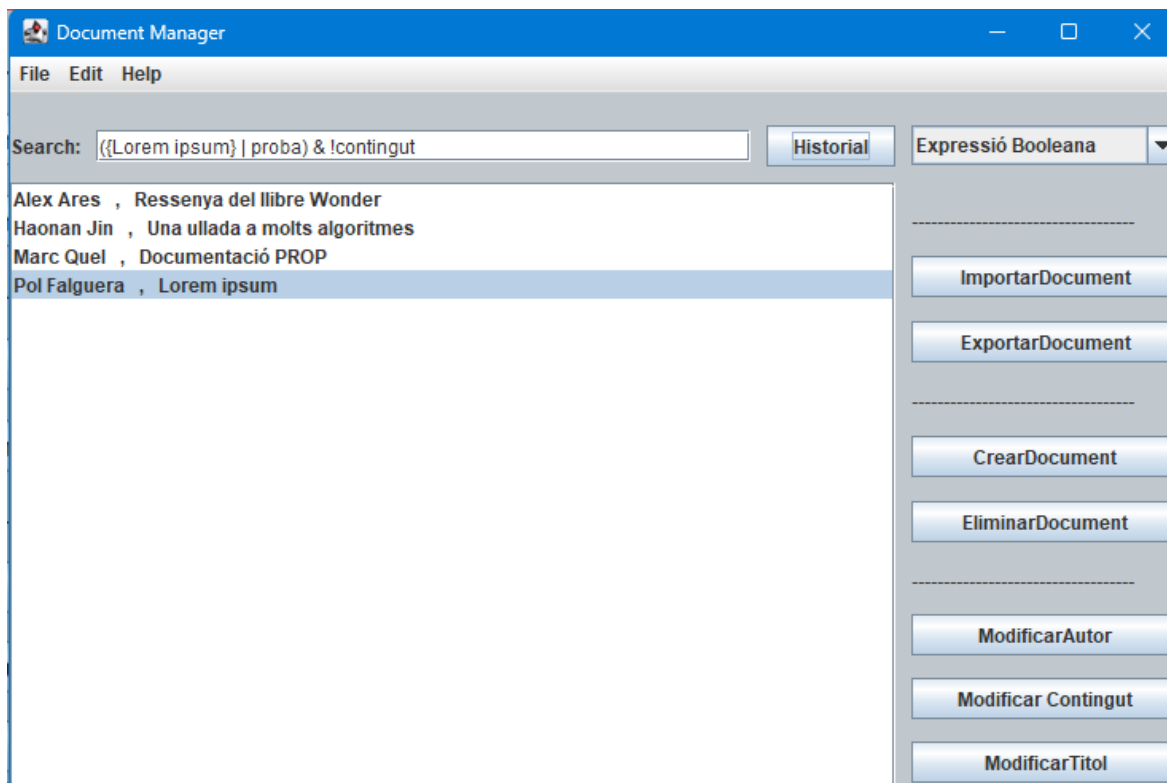 Document Manager
File Edit Help
Search: ({Lorem ipsum} | proba) & !contingut Historial Expressió Booleana
Alex Ares , Ressenya del llibre Wonder
Haonan Jin , Una ullada a molts algoritmes
Marc Quel , Documentació PROP
Pol Falguera , Lorem ipsum
----------------------------------
ImportarDocument
ExportarDocument
----------------------------------
CrearDocument
EliminarDocument
----------------------------------
ModificarAutor
Modificar Contingut
ModificarTitol